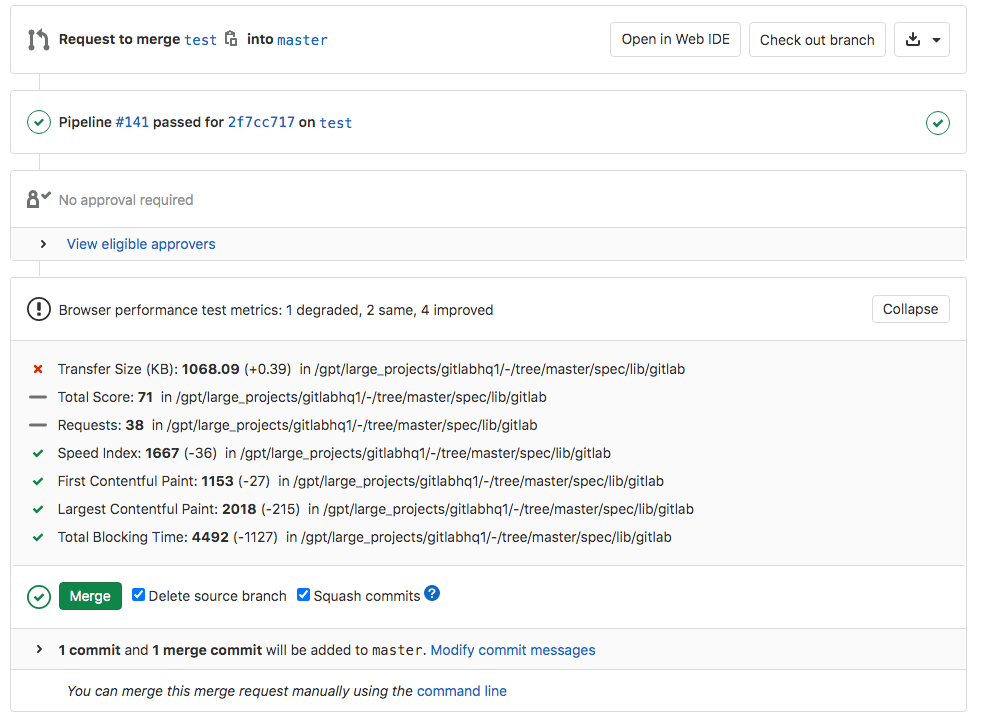 Request to merge test into master
Open in Web IDE
Check out branch
Pipeline #141 passed for 2f7cc717 on test
No approval required
View eligible approvers
Browser performance test metrics: 1 degraded, 2 same, 4 improved
Collapse
Transfer Size (KB): 1068.09 (+0.39) in /gpt/large_projects/gitlabhq1/-/tree/master/spec/lib/gitlab
Total Score: 71 in /gpt/large_projects/gitlabhq1/-/tree/master/spec/lib/gitlab
Requests: 38 in /gpt/large_projects/gitlabhq1/-/tree/master/spec/lib/gitlab
Speed Index: 1667 (-36) in /gpt/large_projects/gitlabhq1/-/tree/master/spec/lib/gitlab
First Contentful Paint: 1153 (-27) in /gpt/large_projects/gitlabhq1/-/tree/master/spec/lib/gitlab
Largest Contentful Paint: 2018 (-215) in /gpt/large_projects/gitlabhq1/-/tree/master/spec/lib/gitlab
Total Blocking Time: 4492 (-1127) in /gpt/large_projects/gitlabhq1/-/tree/master/spec/lib/gitlab
Merge Delete source branch Squash commits ?
1 commit and 1 merge commit will be added to master. Modify commit messages
You can merge this merge request manually using the command line